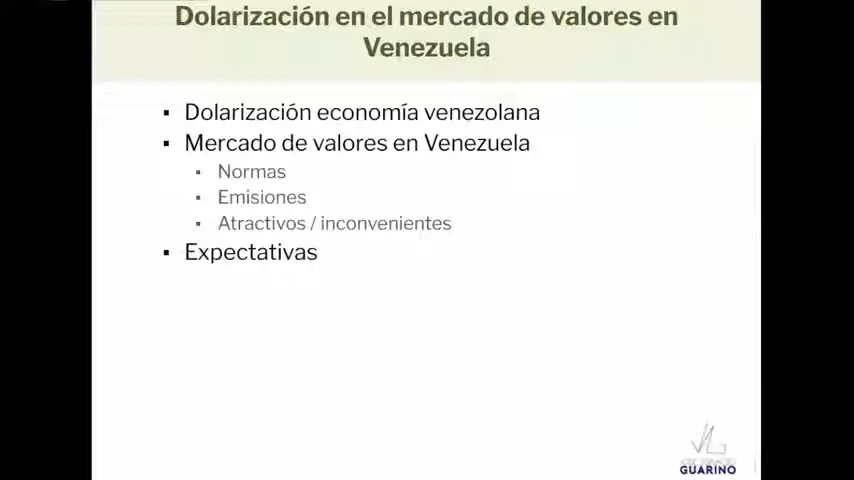 Dolarización en el mercado de valores en
Venezuela
▪ Dolarización economía venezolana
▪ Mercado de valores en Venezuela
▪ Normas
▪ Emisiones
▪ Atractivos / inconvenientes
▪ Expectativas
GUARINO